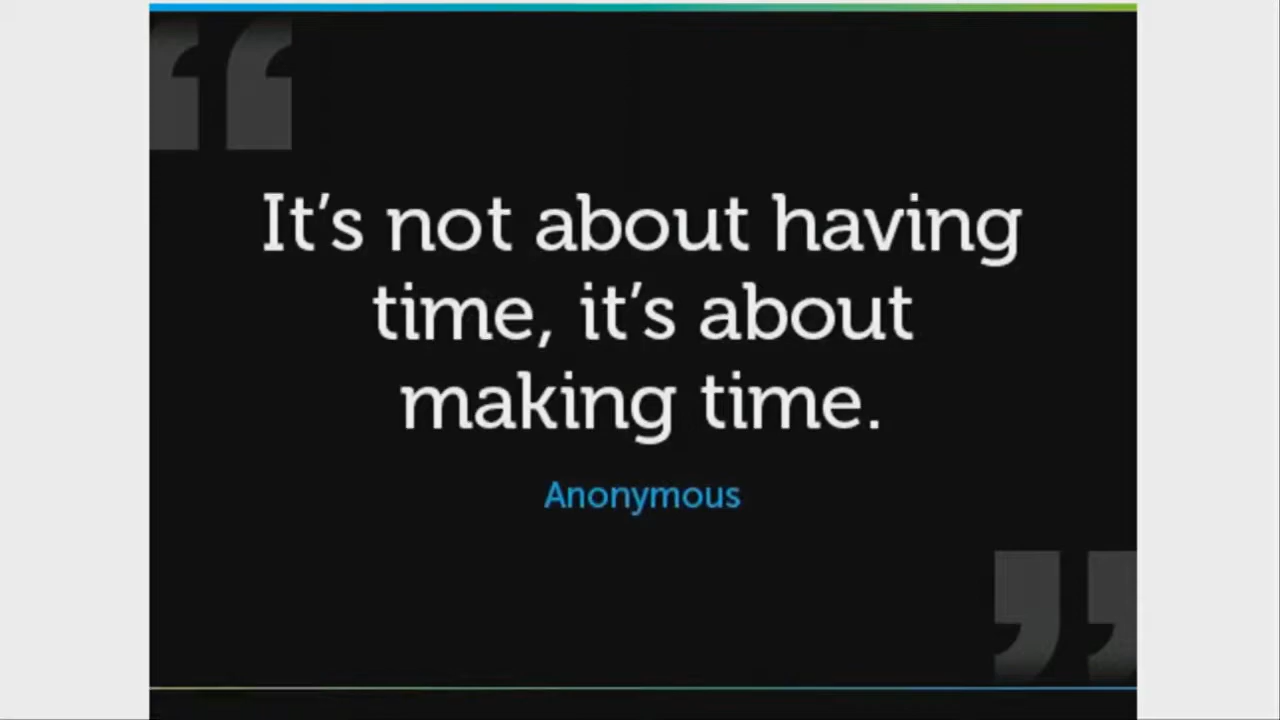 It’s not about having
time, it’s about
making time.
Anonymous